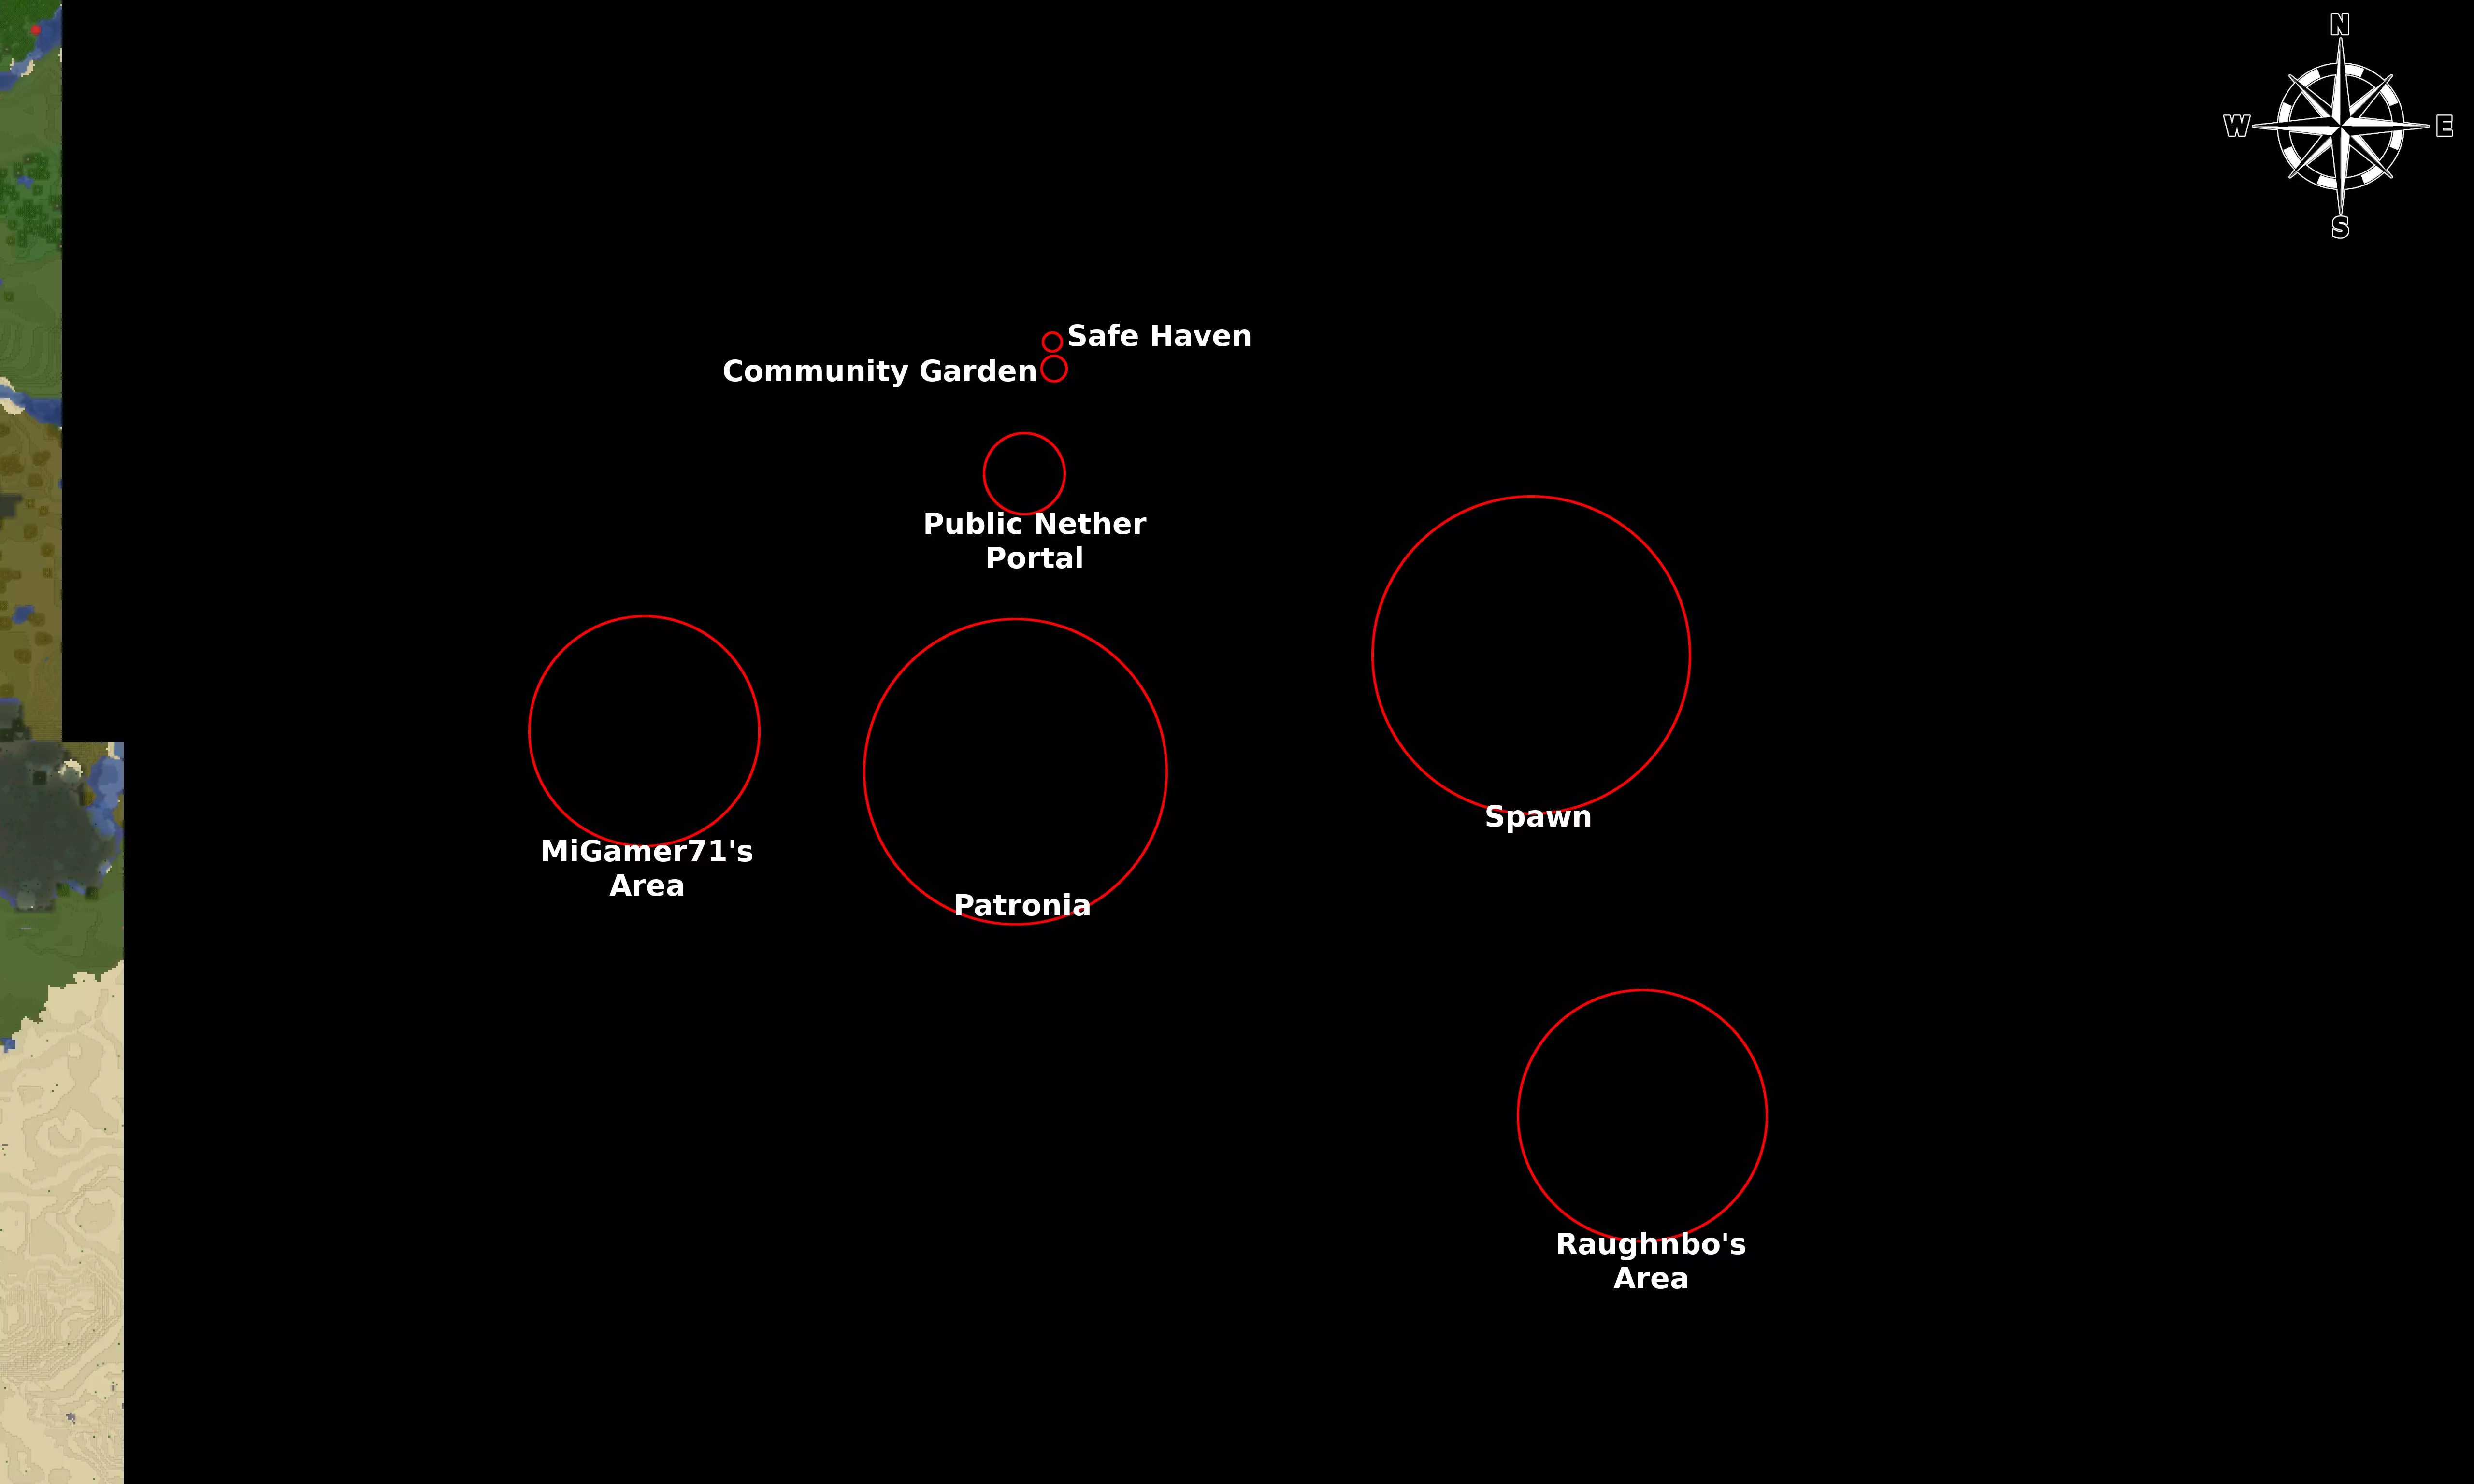 N
W
E
S
Safe Haven
Community Garden
Public Nether
Portal
MiGamer71's
Area
Patronia
Spawn
Raughnbo's
Area